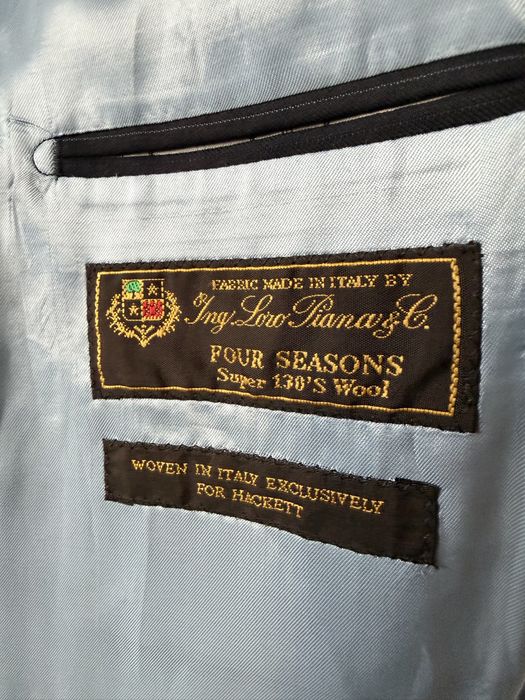 FABRIC MADE IN ITALY BY
Ing. Loro Piana & C.
FOUR SEASONS
Super 130'S Wool
WOVEN IN ITALY EXCLUSIVELY
FOR HACKETT